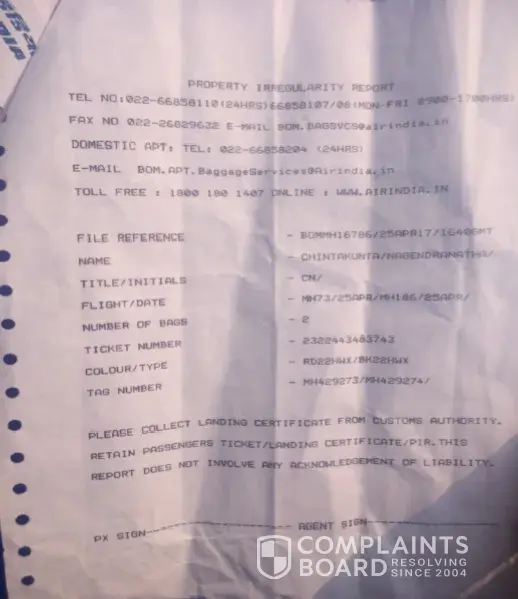 PROPERTY IRREGULARITY REPORT
TEL NO:022-66858110(24HRS)66858107/08(MON-FRI 0900-1700HRS)
FAX NO 022-26829632 E-MAIL BOM.BAGSVCS@airindia.in
DOMESTIC APT: TEL: 022-66858204 (24HRS)
E-MAIL BOM.APT.BaggageServices@Airindia.in
TOLL FREE : 1800 180 1407 ONLINE : WWW.AIRINDIA.IN
FILE REFERENCE - BOMMH16786/25APR17/1640GMT
NAME - CHINTAKUNTA/NAGENDRANATHA/
TITLE/INITIALS - CN/
FLIGHT/DATE - MH73/25APR/MH186/25APR/
NUMBER OF BAGS - 2
TICKET NUMBER - 2322443483743
COLOUR/TYPE - RD22HWX/BK22HWX
TAG NUMBER - MH429273/MH429274/
PLEASE COLLECT LANDING CERTIFICATE FROM CUSTOMS AUTHORITY.
RETAIN PASSENGERS TICKET/LANDING CERTIFICATE/PIR.THIS
REPORT DOES NOT INVOLVE ANY ACKNOWLEDGEMENT OF LIABILITY.
PX SIGN---------------- AGENT SIGN----------------
COMPLAINTS
BOARD RESOLVING
SINCE 2004